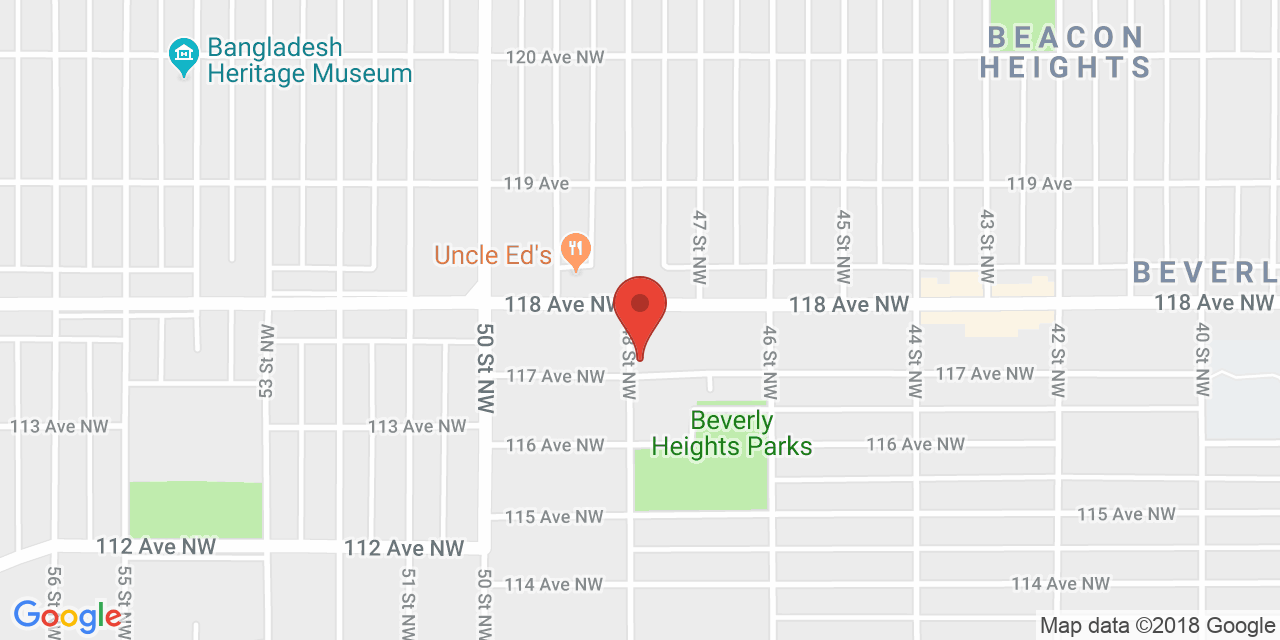 BEACON
HEIGHTS
Bangladesh
Heritage Museum
120 Ave NW
119 Ave
119 Ave
47 St NW
45 St NW
43 St NW
Uncle Ed's
BEVERL
118 Ave NW
118 Ave NW
118 Ave NW
53 St NW
50 St NW
8 St NW
46 St NW
44 St NW
42 St NW
40 St NW
117 Ave NW
117 Ave NW
113 Ave NW
113 Ave NW
Beverly
Heights Parks
116 Ave NW
116 Ave NW
115 Ave NW
115 Ave NW
112 Ave NW
112 Ave NW
114 Ave NW
114 Ave NW
56 St
55 St NW
51 St NW
50 St NW
Google
Map data ©2018 Google